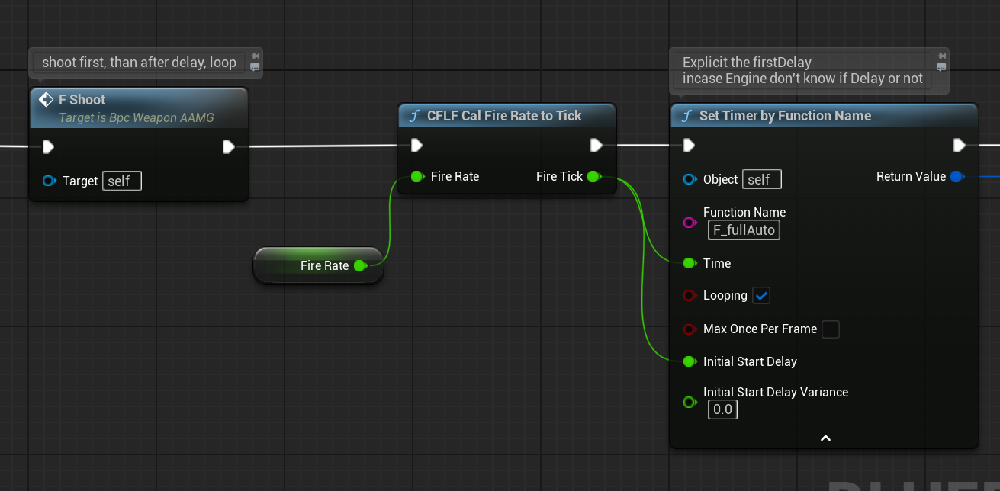 shoot first, than after delay, loop
F Shoot
Target is Bpc Weapon AAMG
Target self
Fire Rate
CFLF Cal Fire Rate to Tick
Fire Rate Fire Tick
Explicit the firstDelay
incase Engine don't know if Delay or not
Set Timer by Function Name
Object self Return Value
Function Name
F_fullAuto
Time
Looping
Max Once Per Frame
Initial Start Delay
Initial Start Delay Variance
0.0